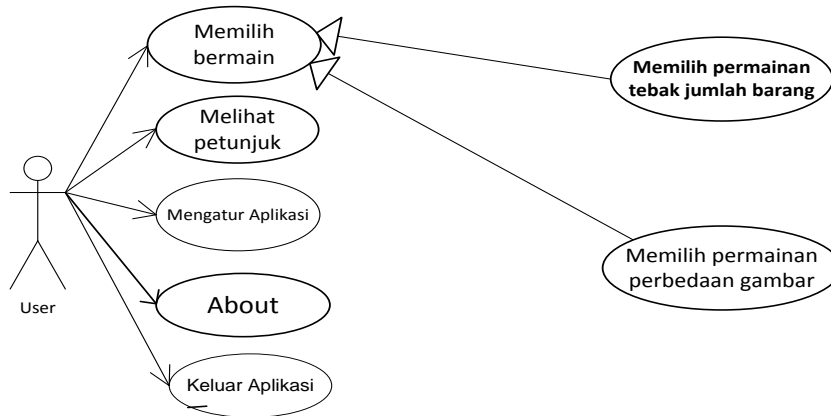 Memilih
bermain
Memilih permainan
tebak jumlah barang
Melihat
petunjuk
Mengatur Aplikasi
Memilih permainan
perbedaan gambar
About
User
Keluar Aplikasi